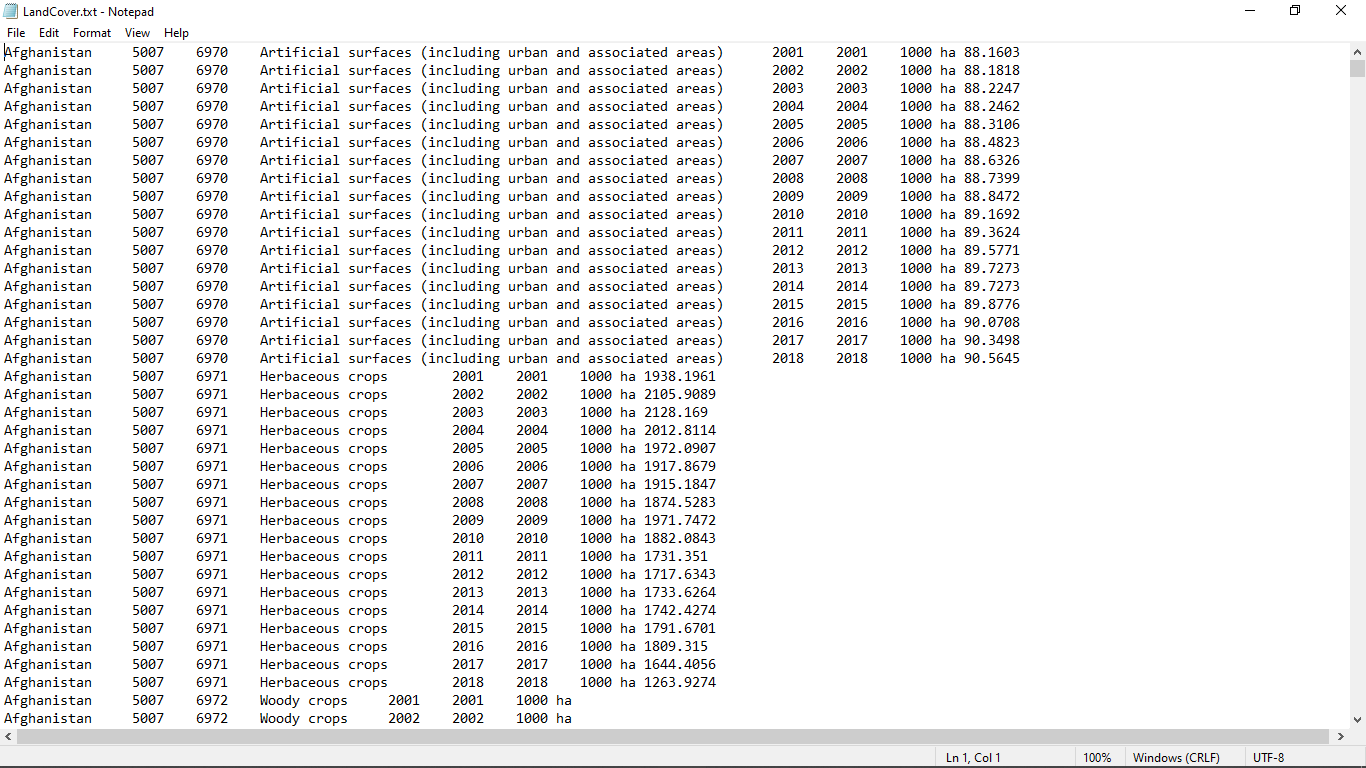 LandCover.txt - Notepad
File Edit Format View Help
Afghanistan 5007 6970 Artificial surfaces (including urban and associated areas) 2001 2001 1000 ha 88.1603
Afghanistan 5007 6970 Artificial surfaces (including urban and associated areas) 2002 2002 1000 ha 88.1818
Afghanistan 5007 6970 Artificial surfaces (including urban and associated areas) 2003 2003 1000 ha 88.2247
Afghanistan 5007 6970 Artificial surfaces (including urban and associated areas) 2004 2004 1000 ha 88.2462
Afghanistan 5007 6970 Artificial surfaces (including urban and associated areas) 2005 2005 1000 ha 88.3106
Afghanistan 5007 6970 Artificial surfaces (including urban and associated areas) 2006 2006 1000 ha 88.4823
Afghanistan 5007 6970 Artificial surfaces (including urban and associated areas) 2007 2007 1000 ha 88.6326
Afghanistan 5007 6970 Artificial surfaces (including urban and associated areas) 2008 2008 1000 ha 88.7399
Afghanistan 5007 6970 Artificial surfaces (including urban and associated areas) 2009 2009 1000 ha 88.8472
Afghanistan 5007 6970 Artificial surfaces (including urban and associated areas) 2010 2010 1000 ha 89.1692
Afghanistan 5007 6970 Artificial surfaces (including urban and associated areas) 2011 2011 1000 ha 89.3624
Afghanistan 5007 6970 Artificial surfaces (including urban and associated areas) 2012 2012 1000 ha 89.5771
Afghanistan 5007 6970 Artificial surfaces (including urban and associated areas) 2013 2013 1000 ha 89.7273
Afghanistan 5007 6970 Artificial surfaces (including urban and associated areas) 2014 2014 1000 ha 89.7273
Afghanistan 5007 6970 Artificial surfaces (including urban and associated areas) 2015 2015 1000 ha 89.8776
Afghanistan 5007 6970 Artificial surfaces (including urban and associated areas) 2016 2016 1000 ha 90.0708
Afghanistan 5007 6970 Artificial surfaces (including urban and associated areas) 2017 2017 1000 ha 90.3498
Afghanistan 5007 6970 Artificial surfaces (including urban and associated areas) 2018 2018 1000 ha 90.5645
Afghanistan 5007 6971 Herbaceous crops 2001 2001 1000 ha 1938.1961
Afghanistan 5007 6971 Herbaceous crops 2002 2002 1000 ha 2105.9089
Afghanistan 5007 6971 Herbaceous crops 2003 2003 1000 ha 2128.169
Afghanistan 5007 6971 Herbaceous crops 2004 2004 1000 ha 2012.8114
Afghanistan 5007 6971 Herbaceous crops 2005 2005 1000 ha 1972.0907
Afghanistan 5007 6971 Herbaceous crops 2006 2006 1000 ha 1917.8679
Afghanistan 5007 6971 Herbaceous crops 2007 2007 1000 ha 1915.1847
Afghanistan 5007 6971 Herbaceous crops 2008 2008 1000 ha 1874.5283
Afghanistan 5007 6971 Herbaceous crops 2009 2009 1000 ha 1971.7472
Afghanistan 5007 6971 Herbaceous crops 2010 2010 1000 ha 1882.0843
Afghanistan 5007 6971 Herbaceous crops 2011 2011 1000 ha 1731.351
Afghanistan 5007 6971 Herbaceous crops 2012 2012 1000 ha 1717.6343
Afghanistan 5007 6971 Herbaceous crops 2013 2013 1000 ha 1733.6264
Afghanistan 5007 6971 Herbaceous crops 2014 2014 1000 ha 1742.4274
Afghanistan 5007 6971 Herbaceous crops 2015 2015 1000 ha 1791.6701
Afghanistan 5007 6971 Herbaceous crops 2016 2016 1000 ha 1809.315
Afghanistan 5007 6971 Herbaceous crops 2017 2017 1000 ha 1644.4056
Afghanistan 5007 6971 Herbaceous crops 2018 2018 1000 ha 1263.9274
Afghanistan 5007 6972 Woody crops 2001 2001 1000 ha
Afghanistan 5007 6972 Woody crops 2002 2002 1000 ha
Ln 1, Col 1 100% Windows (CRLF) UTF-8